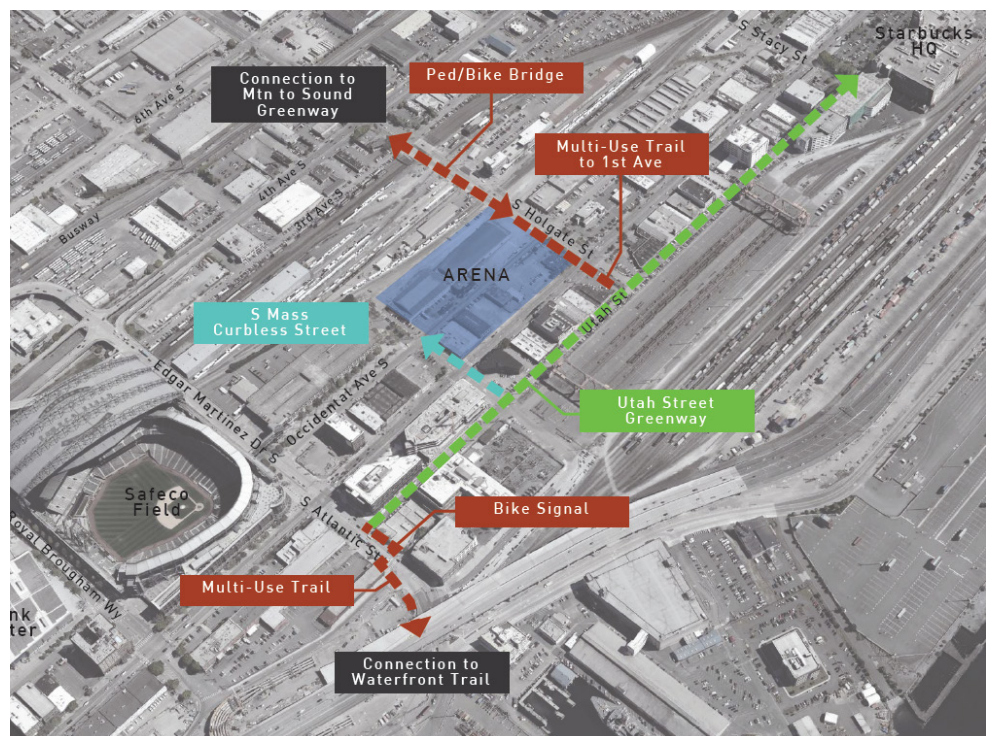 S Stacy St
Starbucks
HQ
Connection to
Mtn to Sound
Greenway
Ped/Bike Bridge
6th Ave S
Multi-Use Trail
to 1st Ave
4th Ave S
3rd Ave S
Busway
S Holgate St
ARENA
Utah St
S Mass
Curbless Street
Edgar Martinez Dr S
Occidental Ave S
Utah Street
Greenway
Safeco
Field
S Atlantic St
Bike Signal
Royal Brougham Wy
Multi-Use Trail
nk
ter
Connection to
Waterfront Trail